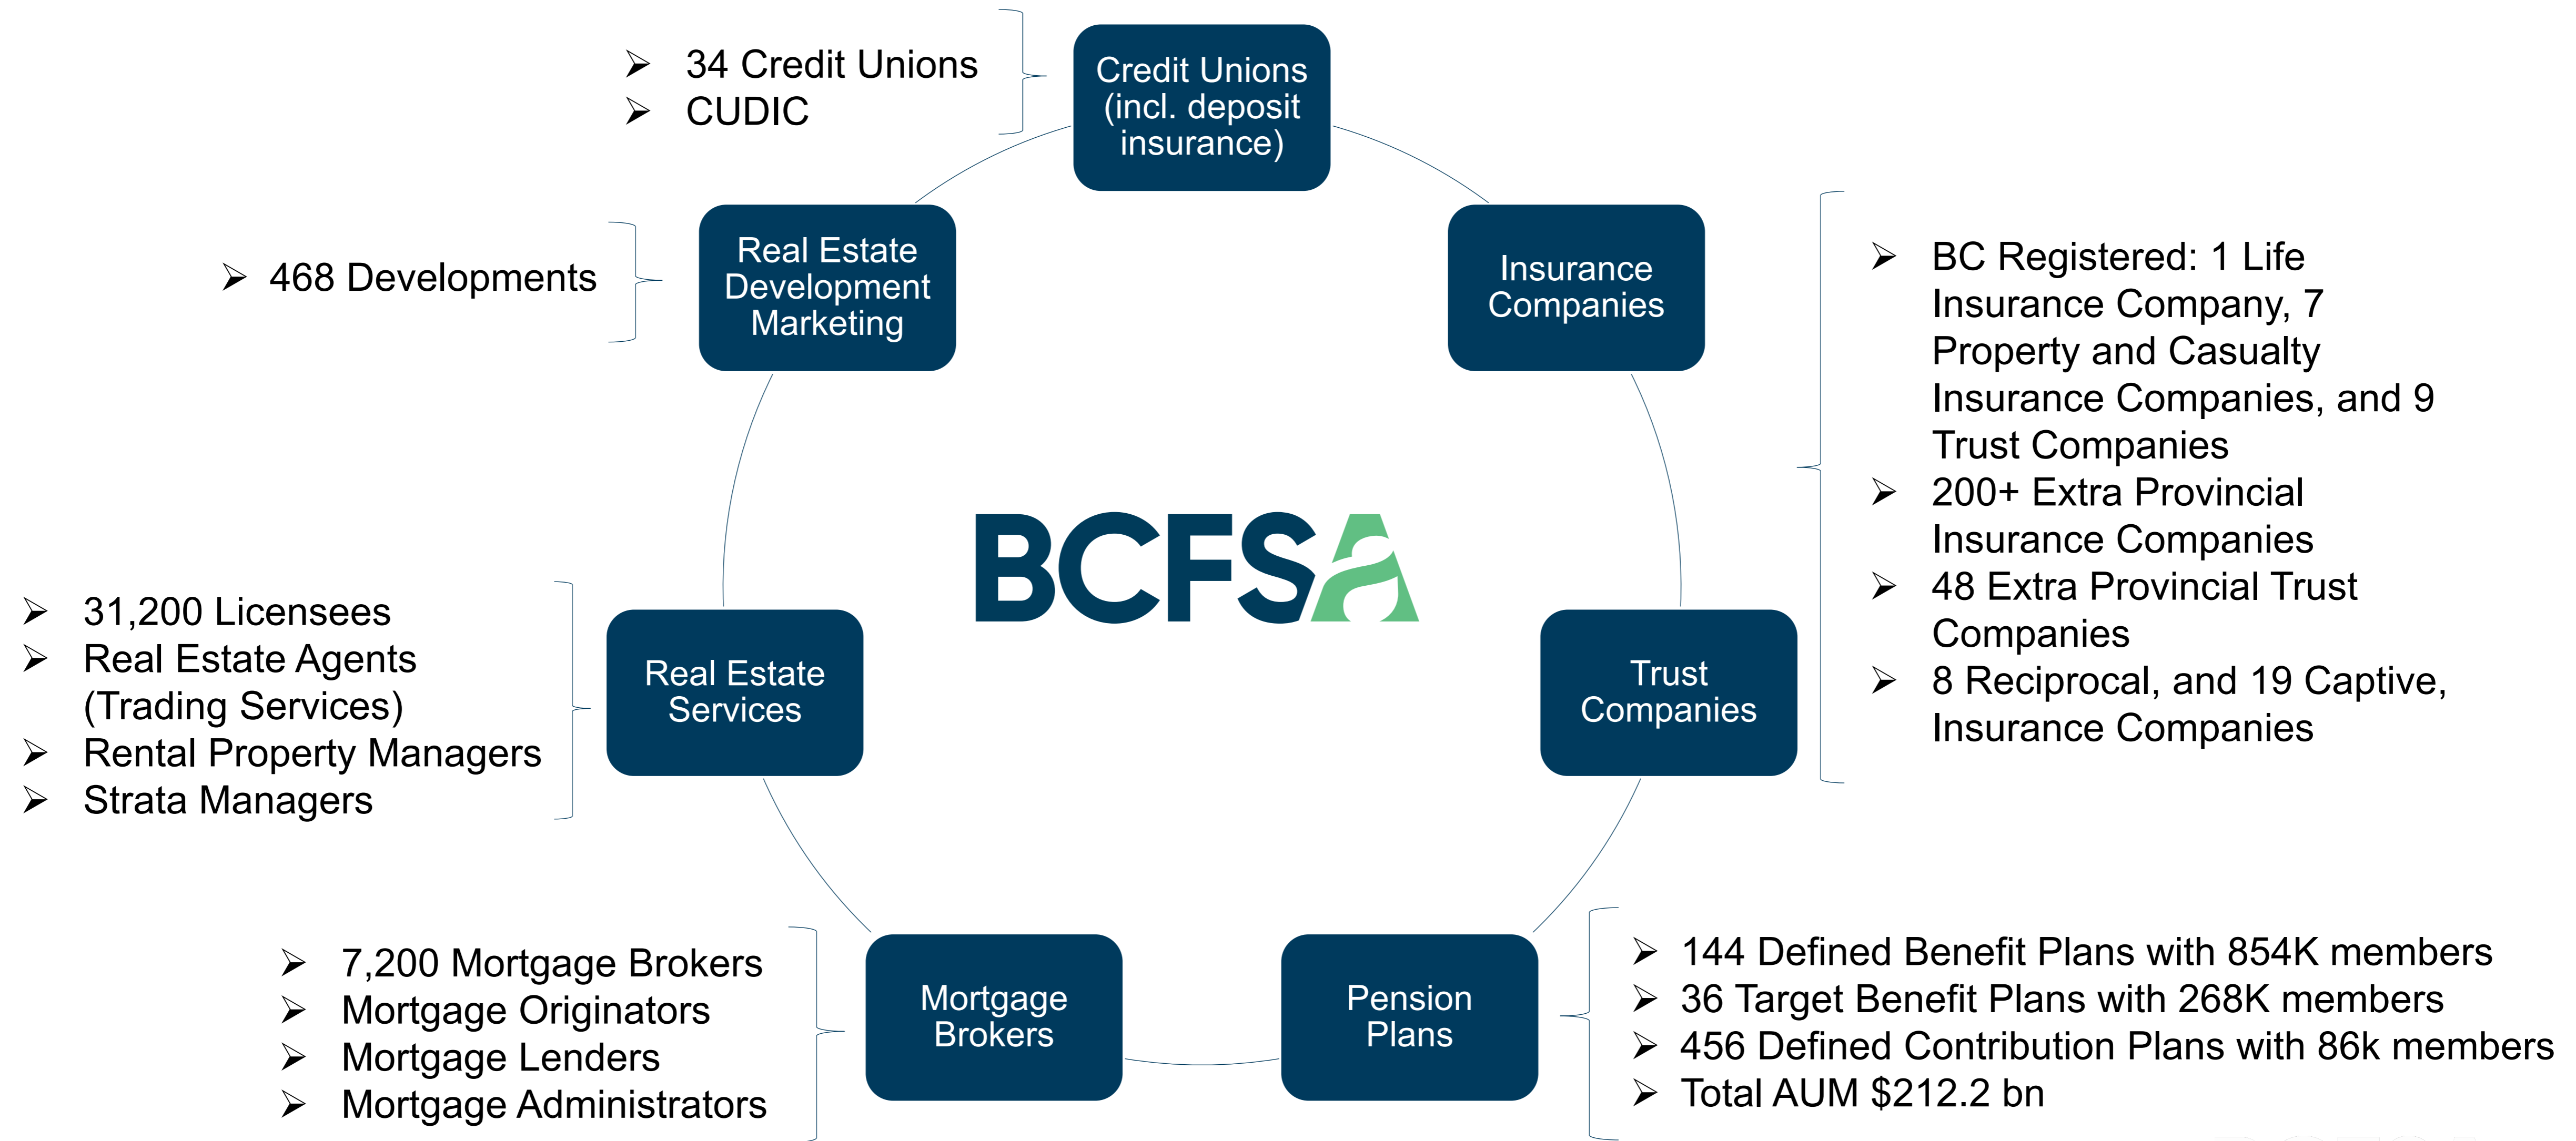 ➢ 34 Credit Unions
➢ CUDIC
Credit Unions
(incl. deposit
insurance)
➢ 468 Developments
Real Estate
Development
Marketing
Insurance
Companies
➢ BC Registered: 1 Life
Insurance Company, 7
Property and Casualty
Insurance Companies, and 9
Trust Companies
➢ 200+ Extra Provincial
Insurance Companies
➢ 48 Extra Provincial Trust
Companies
➢ 8 Reciprocal, and 19 Captive,
Insurance Companies
BCFSA
➢ 31,200 Licensees
➢ Real Estate Agents
(Trading Services)
➢ Rental Property Managers
➢ Strata Managers
Real Estate
Services
Trust
Companies
➢ 7,200 Mortgage Brokers
➢ Mortgage Originators
➢ Mortgage Lenders
➢ Mortgage Administrators
Mortgage
Brokers
Pension
Plans
➢ 144 Defined Benefit Plans with 854K members
➢ 36 Target Benefit Plans with 268K members
➢ 456 Defined Contribution Plans with 86k members
➢ Total AUM $212.2 bn